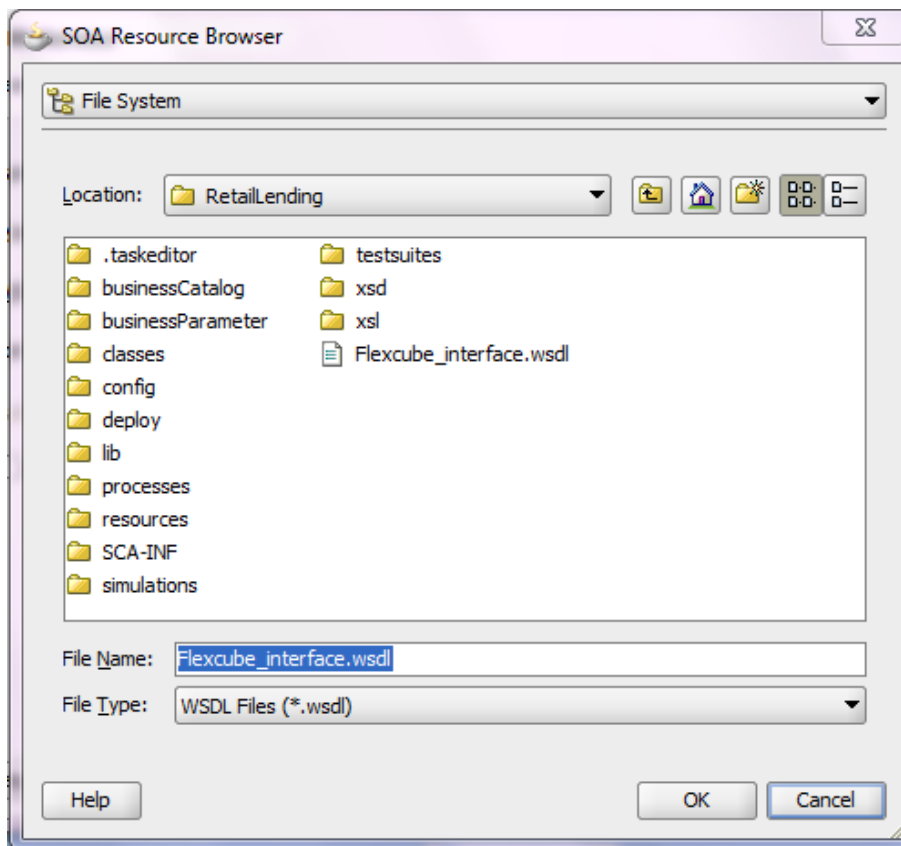 SOA Resource Browser
File System
Location: RetailLending
.taskeditor testsuites
businessCatalog xsd
businessParameter xsl
classes Flexcube_interface.wsdl
config
deploy
lib
processes
resources
SCA-INF
simulations
File Name: Flexcube_interface.wsdl
File Type: WSDL Files (*.wsdl)
Help OK Cancel